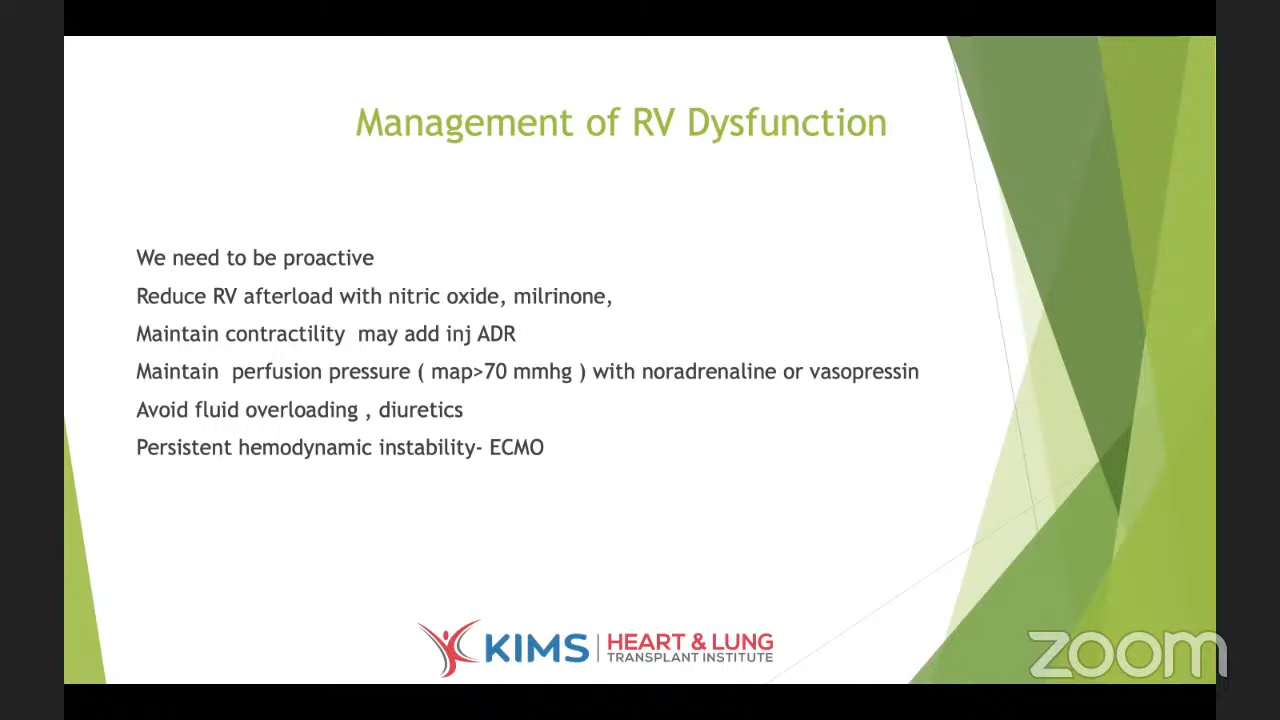 Management of RV Dysfunction
We need to be proactive
Reduce RV afterload with nitric oxide, milrinone,
Maintain contractility may add inj ADR
Maintain perfusion pressure ( map>70 mmhg ) with noradrenaline or vasopressin
Avoid fluid overloading , diuretics
Persistent hemodynamic instability- ECMO
KIMS HEART & LUNG
TRANSPLANT INSTITUTE
zoom